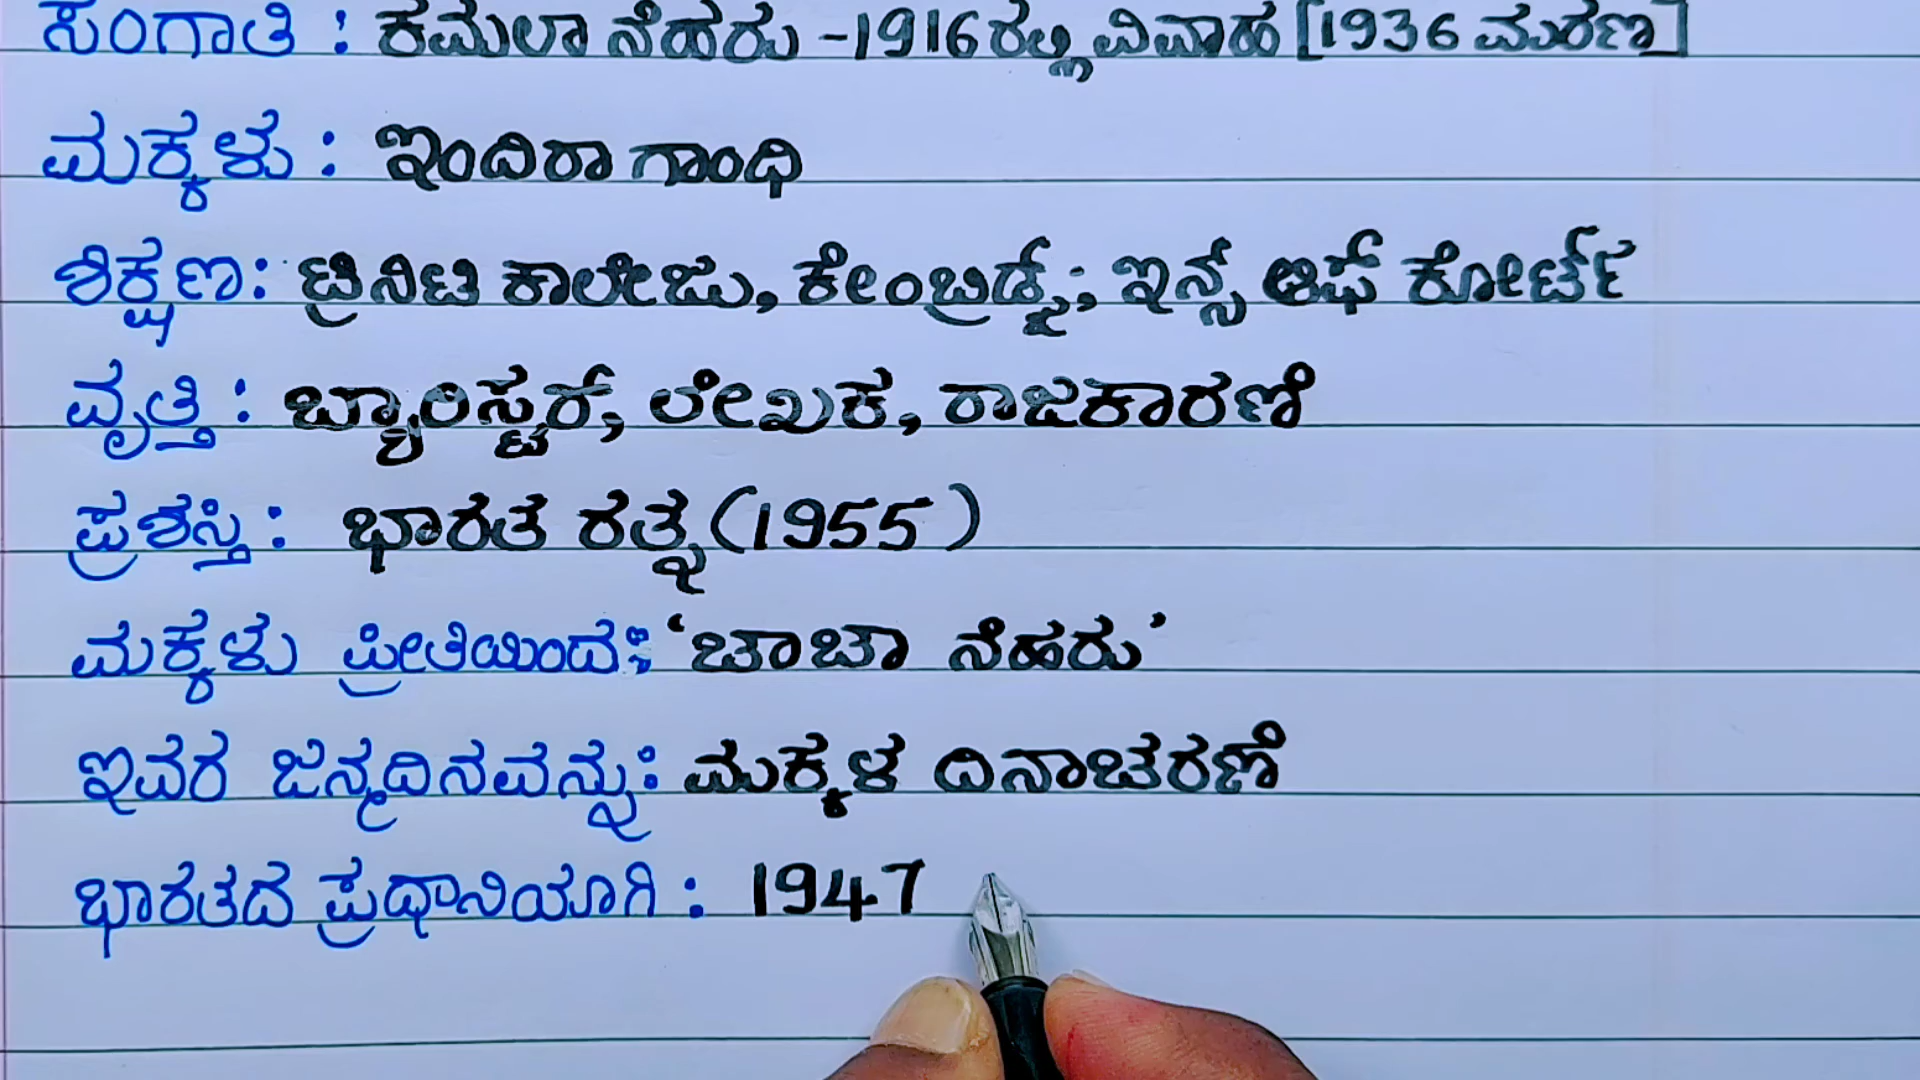 ಸಂಗಾತಿ : ಕಮಲಾ ನೆಹರು -1916ರಲ್ಲಿ ವಿವಾಹ [1936 ಮರಣ]
ಮಕ್ಕಳು : ಇಂದಿರಾ ಗಾಂಧಿ
ಶಿಕ್ಷಣ: ಟ್ರಿನಿಟಿ ಕಾಲೇಜು, ಕೇಂಬ್ರಿಡ್ಜ್; ಇನ್ಸ್ ಆಫ್ ಕೋರ್ಟ್
ವೃತ್ತಿ : ಬ್ಯಾರಿಸ್ಟರ್, ಲೇಖಕ, ರಾಜಕಾರಣಿ
ಪ್ರಶಸ್ತಿ : ಭಾರತ ರತ್ನ (1955)
ಮಕ್ಕಳು ಪ್ರೀತಿಯಿಂದ: 'ಚಾಚಾ ನೆಹರು'
ಇವರ ಜನ್ಮದಿನವನ್ನು: ಮಕ್ಕಳ ದಿನಾಚರಣೆ
ಭಾರತದ ಪ್ರಧಾನಿಯಾಗಿ : 1947